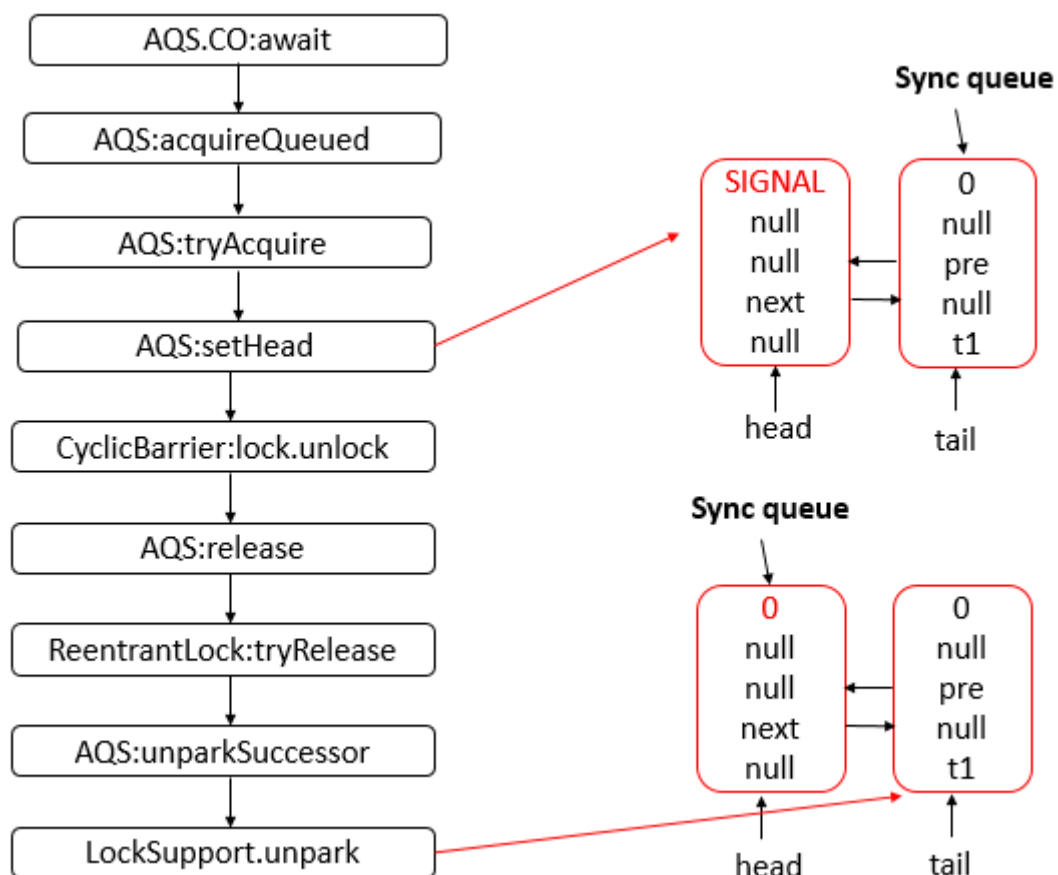 AQS.CO:await
AQS:acquireQueued
AQS:tryAcquire
AQS:setHead
CyclicBarrier:lock.unlock
AQS:release
ReentrantLock:tryRelease
AQS:unparkSuccessor
LockSupport.unpark
Sync queue
SIGNAL
null
null
next
null
0
null
pre
null
t1
head
tail
Sync queue
0
null
null
next
null
0
null
pre
null
t1
head
tail